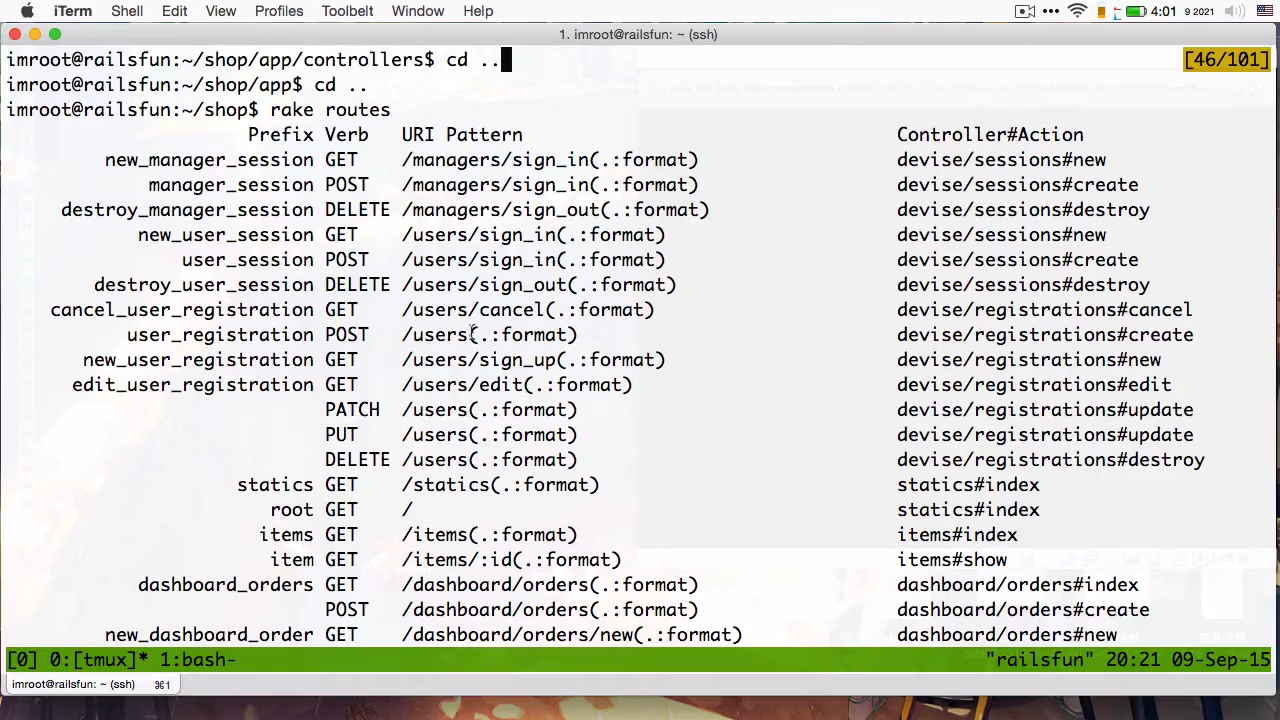 iTerm Shell Edit View Profiles Toolbelt Window Help 4:01 9 2021
1. imroot@railsfun: ~ (ssh)
imroot@railsfun:~/shop/app/controllers$ cd .. [46/101]
imroot@railsfun:~/shop/app$ cd ..
imroot@railsfun:~/shop$ rake routes
Prefix Verb URI Pattern Controller#Action
new_manager_session GET /managers/sign_in(.:format) devise/sessions#new
manager_session POST /managers/sign_in(.:format) devise/sessions#create
destroy_manager_session DELETE /managers/sign_out(.:format) devise/sessions#destroy
new_user_session GET /users/sign_in(.:format) devise/sessions#new
user_session POST /users/sign_in(.:format) devise/sessions#create
destroy_user_session DELETE /users/sign_out(.:format) devise/sessions#destroy
cancel_user_registration GET /users/cancel(.:format) devise/registrations#cancel
user_registration POST /users(.:format) devise/registrations#create
new_user_registration GET /users/sign_up(.:format) devise/registrations#new
edit_user_registration GET /users/edit(.:format) devise/registrations#edit
PATCH /users(.:format) devise/registrations#update
PUT /users(.:format) devise/registrations#update
DELETE /users(.:format) devise/registrations#destroy
statics GET /statics(.:format) statics#index
root GET / statics#index
items GET /items(.:format) items#index
item GET /items/:id(.:format) items#show
dashboard_orders GET /dashboard/orders(.:format) dashboard/orders#index
POST /dashboard/orders(.:format) dashboard/orders#create
new_dashboard_order GET /dashboard/orders/new(.:format) dashboard/orders#new
[0] 0:[tmux]* 1:bash- "railsfun" 20:21 09-Sep-15
imroot@railsfun: ~ (ssh) ⌘1